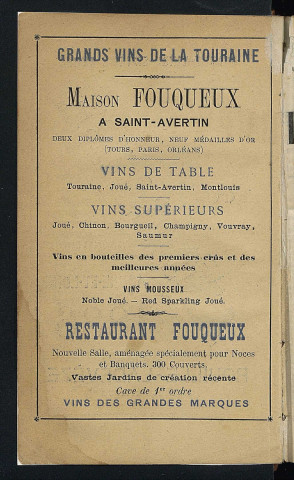 GRANDS VINS DE LA TOURAINE
MAISON FOUQUEUX
A SAINT-AVERTIN
DEUX DIPLÔMES D'HONNEUR, NEUF MÉDAILLES D'OR
(TOURS, PARIS, ORLÉANS)
VINS DE TABLE
Touraine, Joué, Saint-Avertin, Montlouis
VINS SUPÉRIEURS
Joué, Chinon, Bourgueil, Champigny, Vouvray,
Saumur
Vins en bouteilles des premiers crûs et des
meilleures années
VINS MOUSSEUX
Noble Joué. — Red Sparkling Joué.
RESTAURANT FOUQUEUX
Nouvelle Salle, aménagée spécialement pour Noces
et Banquets. 300 Couverts.
Vastes Jardins de création récente
Cave de 1er ordre
VINS DES GRANDES MARQUES